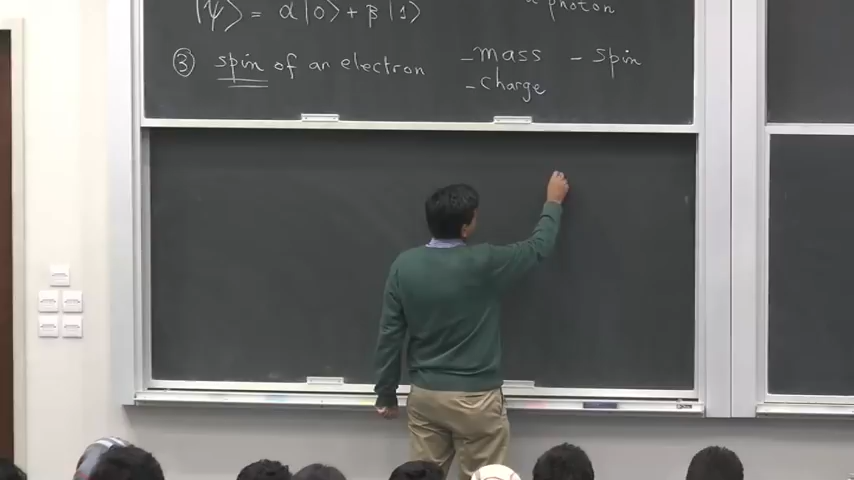 |ψ⟩ = α|0⟩ + β|1⟩
a photon
③ spin of an electron - mass - spin
- charge